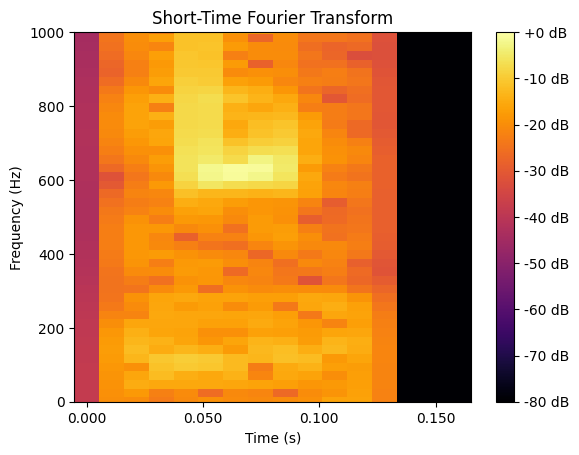 Short-Time Fourier Transform
Frequency (Hz)
1000
800
600
400
200
0
0.000
0.050
0.100
0.150
Time (s)
+0 dB
-10 dB
-20 dB
-30 dB
-40 dB
-50 dB
-60 dB
-70 dB
-80 dB